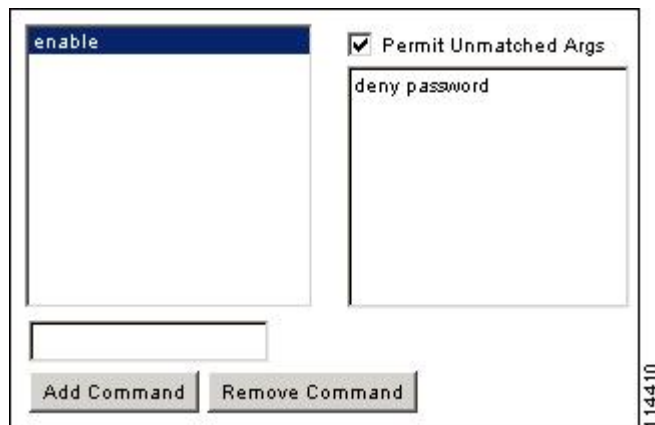 enable
Permit Unmatched Args
deny password
Add Command
Remove Command
114410